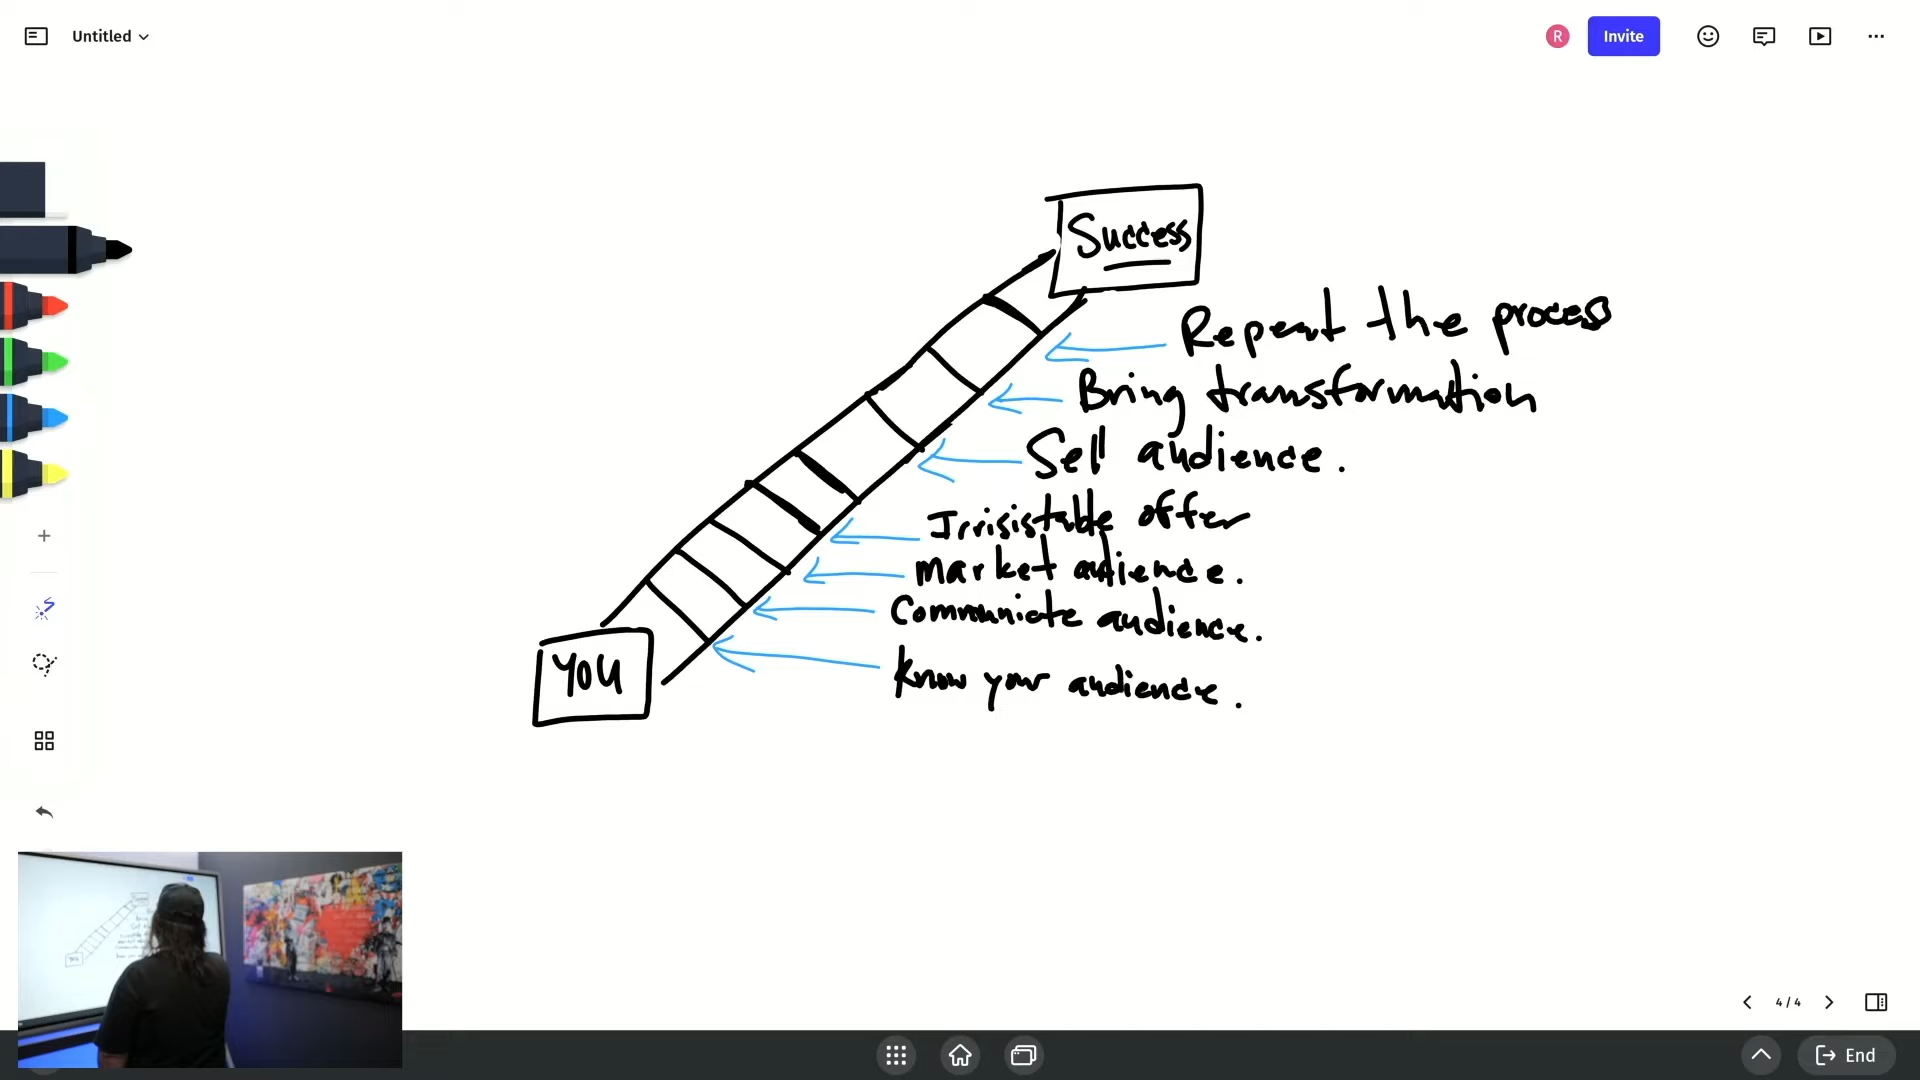 Untitled
R
Invite
Success
Repeat the process
Bring transformation
Sell audience.
Irrisistable offer
market audience.
Communicate audience.
Know your audience.
YOU
4/4
End